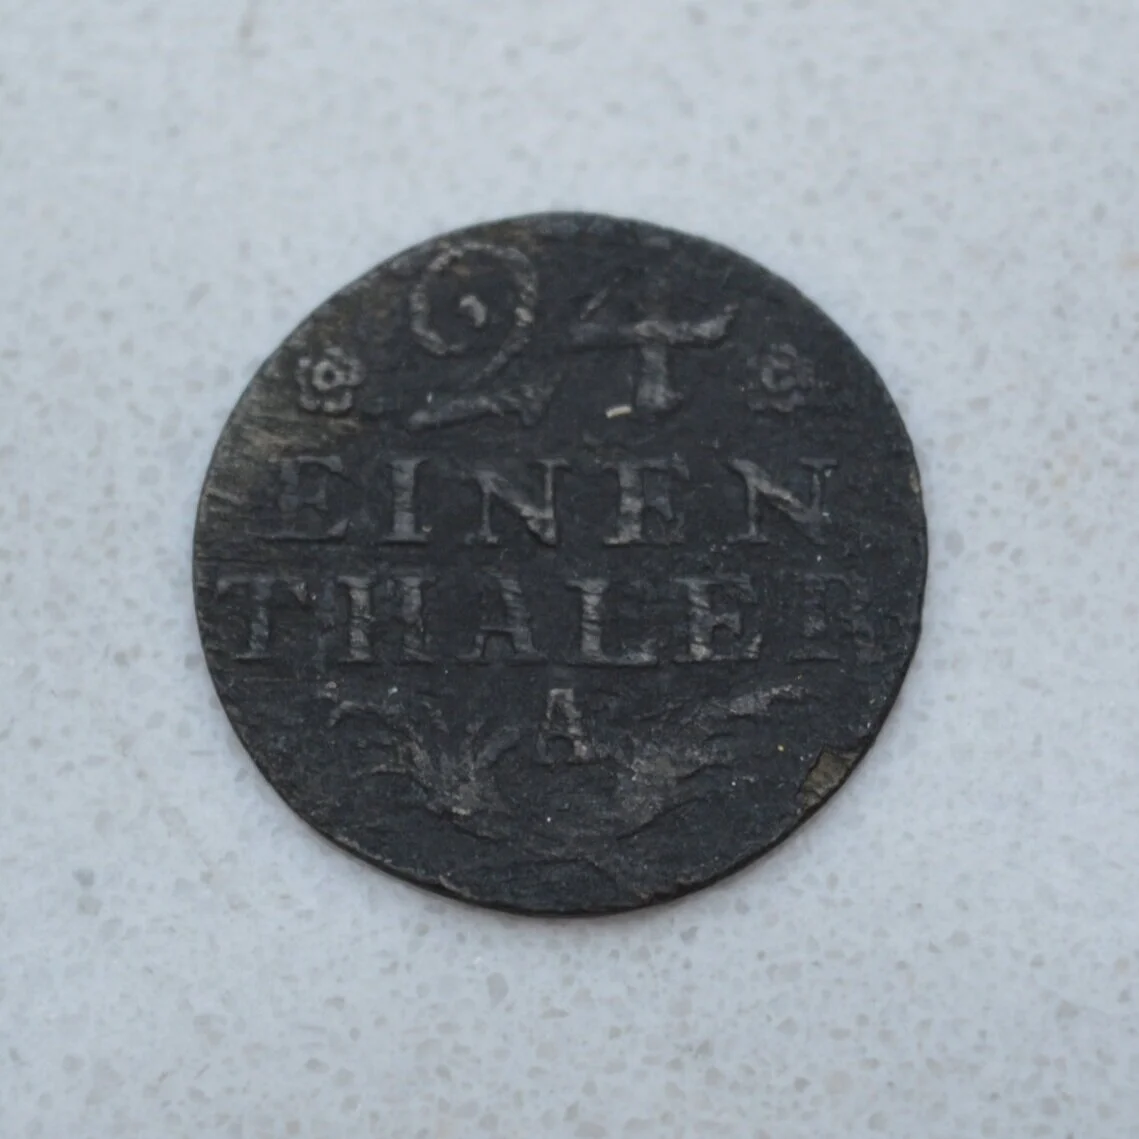 24
EINEN
THALER
A